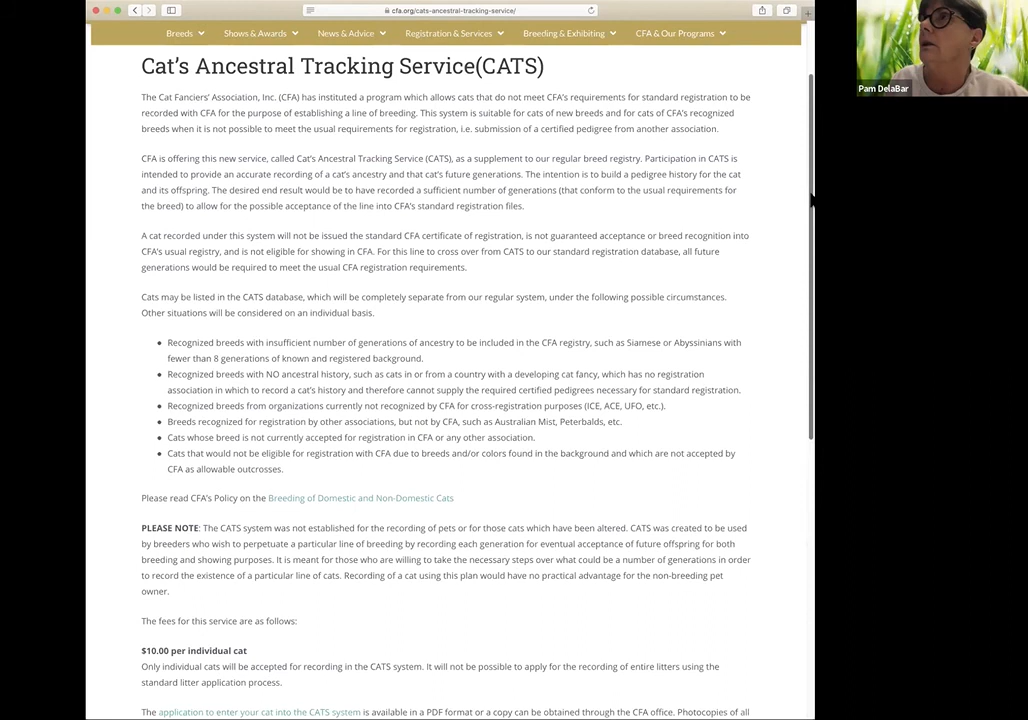 cfa.org/cats-ancestral-tracking-service/
Breeds
Shows & Awards
News & Advice
Registration & Services
Breeding & Exhibiting
CFA & Our Programs
Pam DelaBar
Cat's Ancestral Tracking Service(CATS)
The Cat Fanciers' Association, Inc. (CFA) has instituted a program which allows cats that do not meet CFA's requirements for standard registration to be
recorded with CFA for the purpose of establishing a line of breeding. This system is suitable for cats of new breeds and for cats of CFA's recognized
breeds when it is not possible to meet the usual requirements for registration, i.e. submission of a certified pedigree from another association.
CFA is offering this new service, called Cat's Ancestral Tracking Service (CATS), as a supplement to our regular breed registry. Participation in CATS is
intended to provide an accurate recording of a cat's ancestry and that cat's future generations. The intention is to build a pedigree history for the cat
and its offspring. The desired end result would be to have recorded a sufficient number of generations (that conform to the usual requirements for
the breed) to allow for the possible acceptance of the line into CFA's standard registration files.
A cat recorded under this system will not be issued the standard CFA certificate of registration, is not guaranteed acceptance or breed recognition into
CFA's usual registry, and is not eligible for showing in CFA. For this line to cross over from CATS to our standard registration database, all future
generations would be required to meet the usual CFA registration requirements.
Cats may be listed in the CATS database, which will be completely separate from our regular system, under the following possible circumstances.
Other situations will be considered on an individual basis.
• Recognized breeds with insufficient number of generations of ancestry to be included in the CFA registry, such as Siamese or Abyssinians with
fewer than 8 generations of known and registered background.
• Recognized breeds with NO ancestral history, such as cats in or from a country with a developing cat fancy, which has no registration
association in which to record a cat's history and therefore cannot supply the required certified pedigrees necessary for standard registration.
• Recognized breeds from organizations currently not recognized by CFA for cross-registration purposes (ICE, ACE, UFO, etc.).
• Breeds recognized for registration by other associations, but not by CFA, such as Australian Mist, Peterbalds, etc.
• Cats whose breed is not currently accepted for registration in CFA or any other association.
• Cats that would not be eligible for registration with CFA due to breeds and/or colors found in the background and which are not accepted by
CFA as allowable outcrosses.
Please read CFA's Policy on the Breeding of Domestic and Non-Domestic Cats
PLEASE NOTE: The CATS system was not established for the recording of pets or for those cats which have been altered. CATS was created to be used
by breeders who wish to perpetuate a particular line of breeding by recording each generation for eventual acceptance of future offspring for both
breeding and showing purposes. It is meant for those who are willing to take the necessary steps over what could be a number of generations in order
to record the existence of a particular line of cats. Recording of a cat using this plan would have no practical advantage for the non-breeding pet
owner.
The fees for this service are as follows:
$10.00 per individual cat
Only individual cats will be accepted for recording in the CATS system. It will not be possible to apply for the recording of entire litters using the
standard litter application process.
The application to enter your cat into the CATS system is available in a PDF format or a copy can be obtained through the CFA office. Photocopies of all